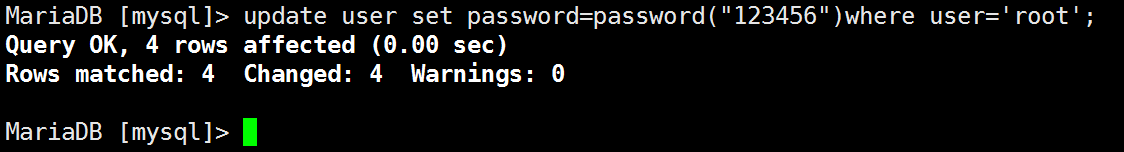 MariaDB [mysql]> update user set password=password("123456")where user='root';
Query OK, 4 rows affected (0.00 sec)
Rows matched: 4  Changed: 4  Warnings: 0
MariaDB [mysql]>